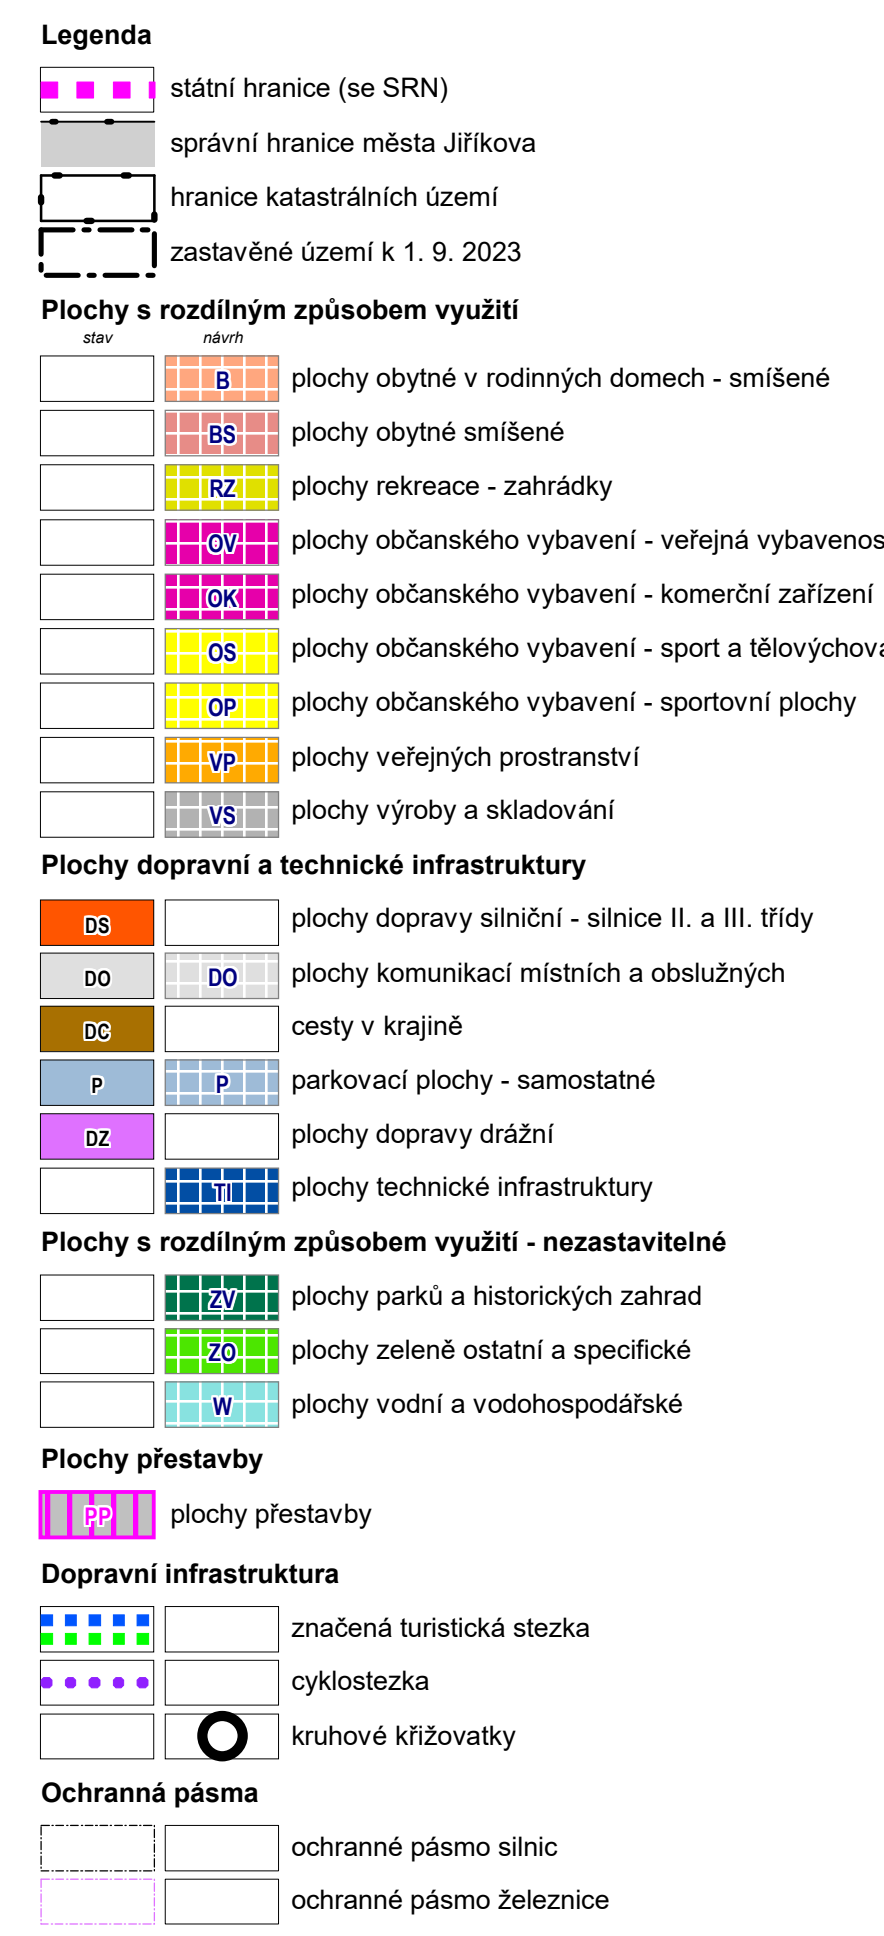 Legenda
státní hranice (se SRN)
správní hranice města Jiříkova
hranice katastrálních území
zastavěné území k 1. 9. 2023
Plochy s rozdílným způsobem využití
stav návrh
B plochy obytné v rodinných domech - smíšené
BS plochy obytné smíšené
RZ plochy rekreace - zahrádky
OV plochy občanského vybavení - veřejná vybavenos
OK plochy občanského vybavení - komerční zařízení
OS plochy občanského vybavení - sport a tělovýchova
OP plochy občanského vybavení - sportovní plochy
VP plochy veřejných prostranství
VS plochy výroby a skladování
Plochy dopravní a technické infrastruktury
DS plochy dopravy silniční - silnice II. a III. třídy
DO DO plochy komunikací místních a obslužných
DC cesty v krajině
P P parkovací plochy - samostatné
DZ plochy dopravy drážní
TI plochy technické infrastruktury
Plochy s rozdílným způsobem využití - nezastavitelné
ZV plochy parků a historických zahrad
ZO plochy zeleně ostatní a specifické
W plochy vodní a vodohospodářské
Plochy přestavby
PP plochy přestavby
Dopravní infrastruktura
značená turistická stezka
cyklostezka
kruhové křižovatky
Ochranná pásma
ochranné pásmo silnic
ochranné pásmo železnice